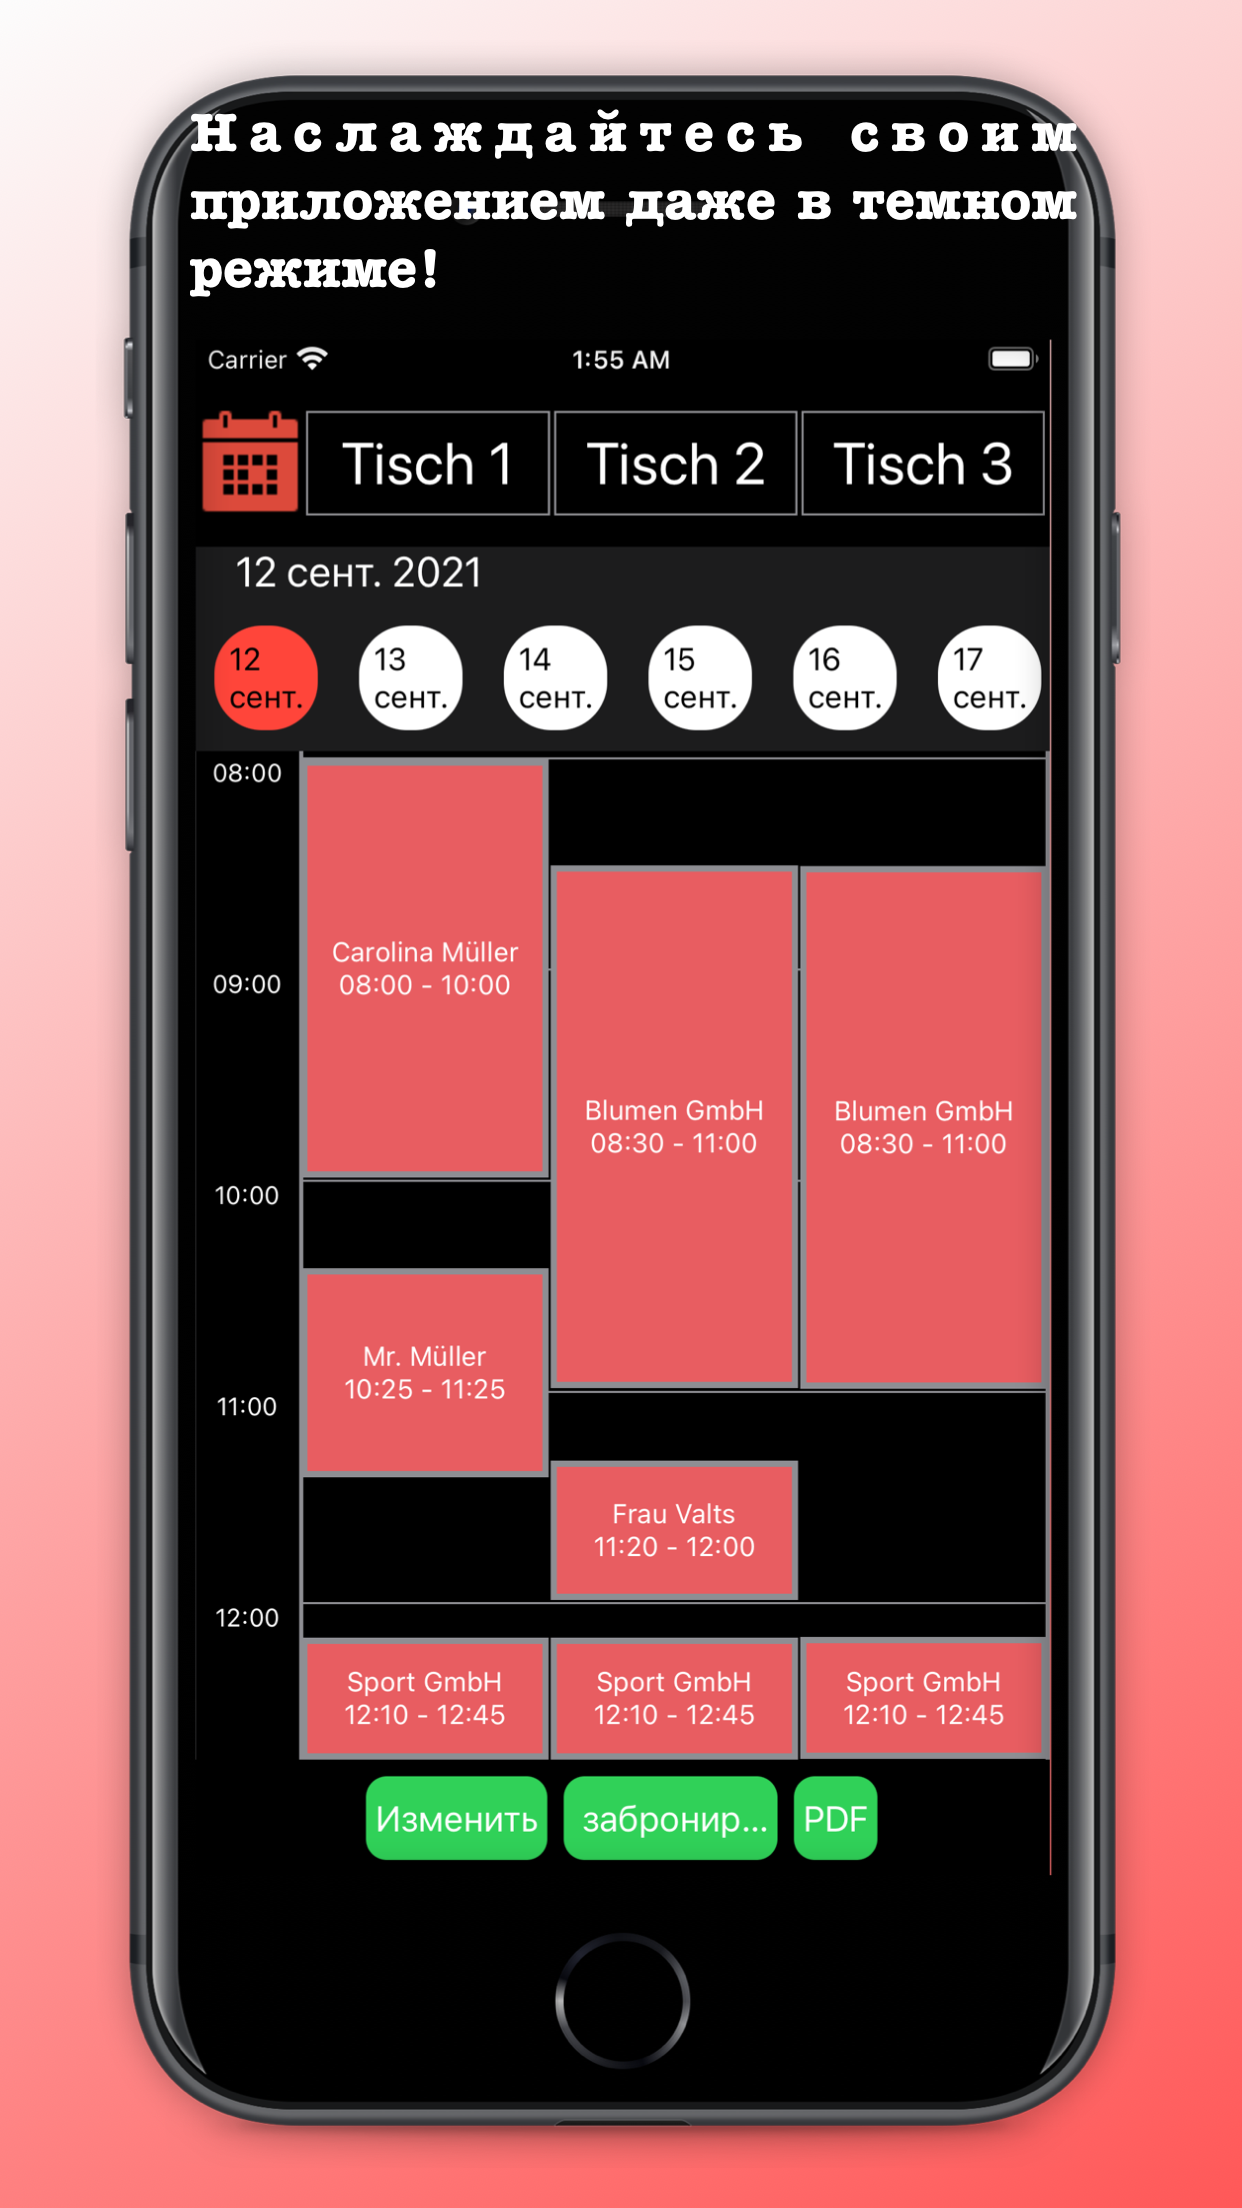 Наслаждайтесь своим
приложением даже в темном
режиме!
Carrier 1:55 AM
Tisch 1 Tisch 2 Tisch 3
12 сент. 2021
12 сент.
13 сент.
14 сент.
15 сент.
16 сент.
17 сент.
08:00
Carolina Müller
08:00 - 10:00
09:00
Blumen GmbH
08:30 - 11:00
Blumen GmbH
08:30 - 11:00
10:00
Mr. Müller
10:25 - 11:25
11:00
Frau Valts
11:20 - 12:00
12:00
Sport GmbH
12:10 - 12:45
Sport GmbH
12:10 - 12:45
Sport GmbH
12:10 - 12:45
Изменить забронир... PDF